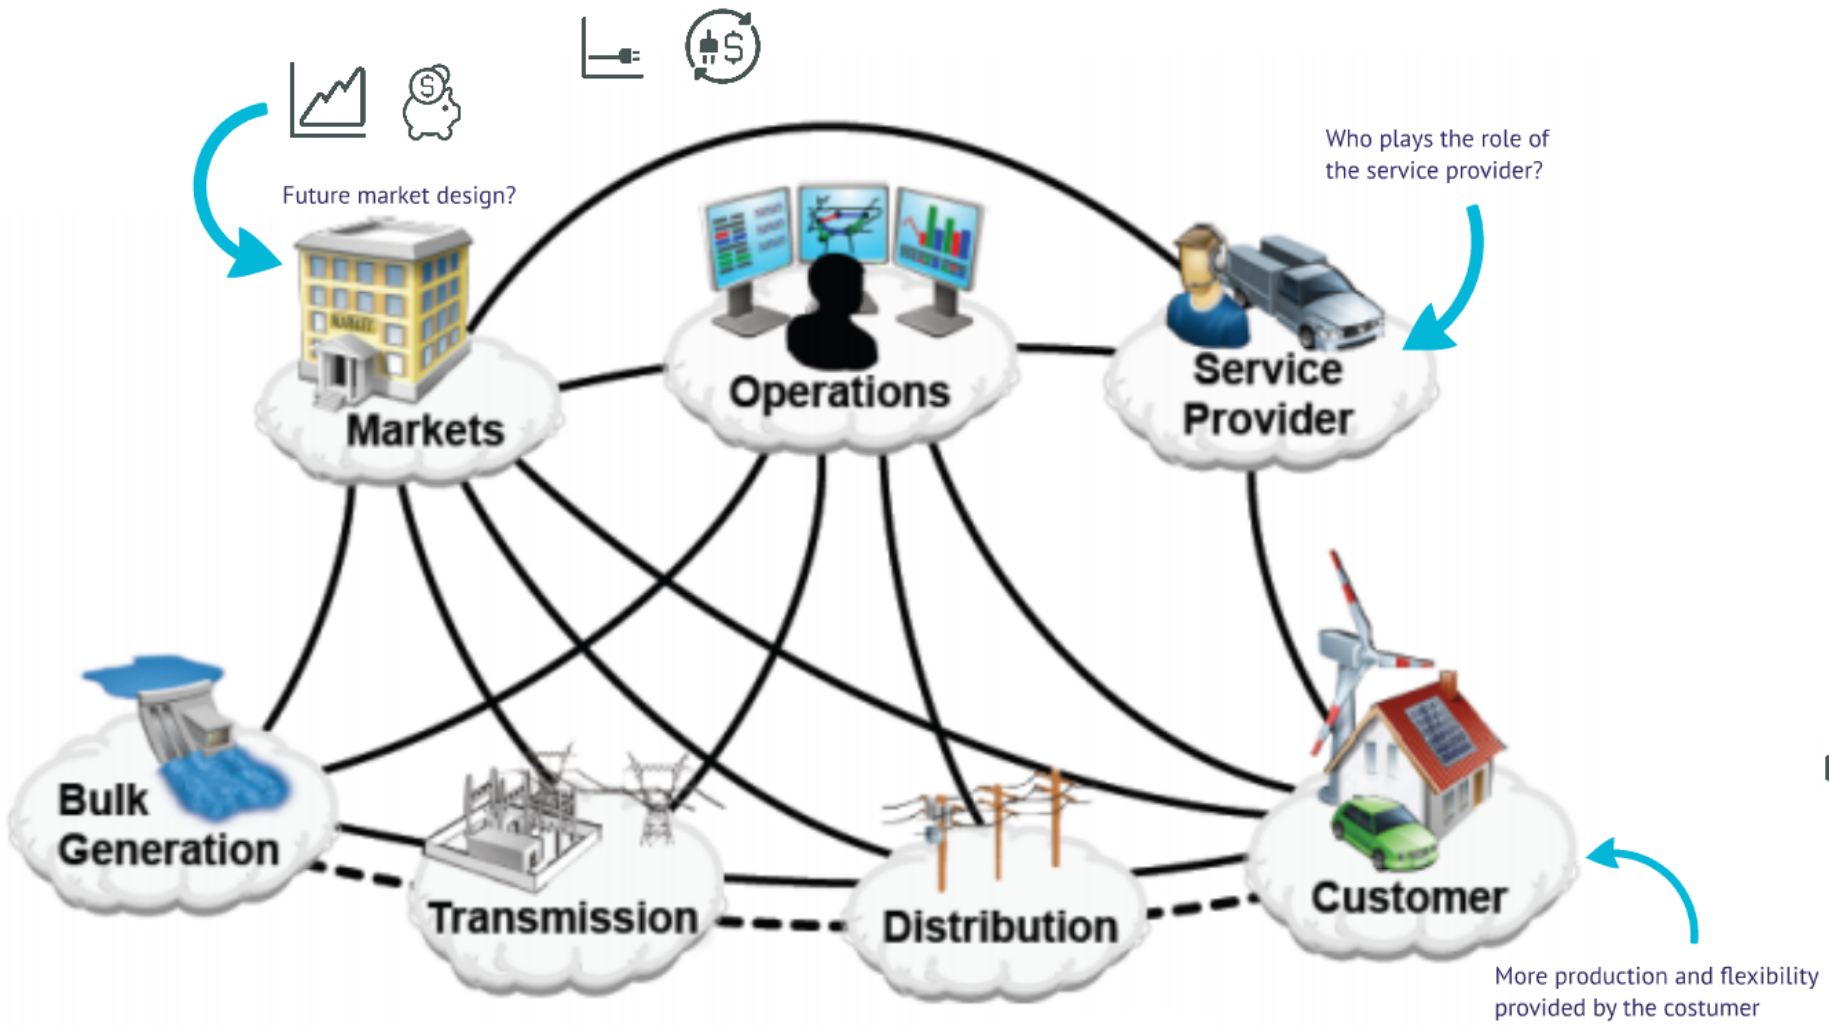 Future market design?
Who plays the role of
the service provider?
MARKET
Markets
Operations
Service
Provider
Bulk
Generation
Transmission
Distribution
Customer
More production and flexibility
provided by the costumer